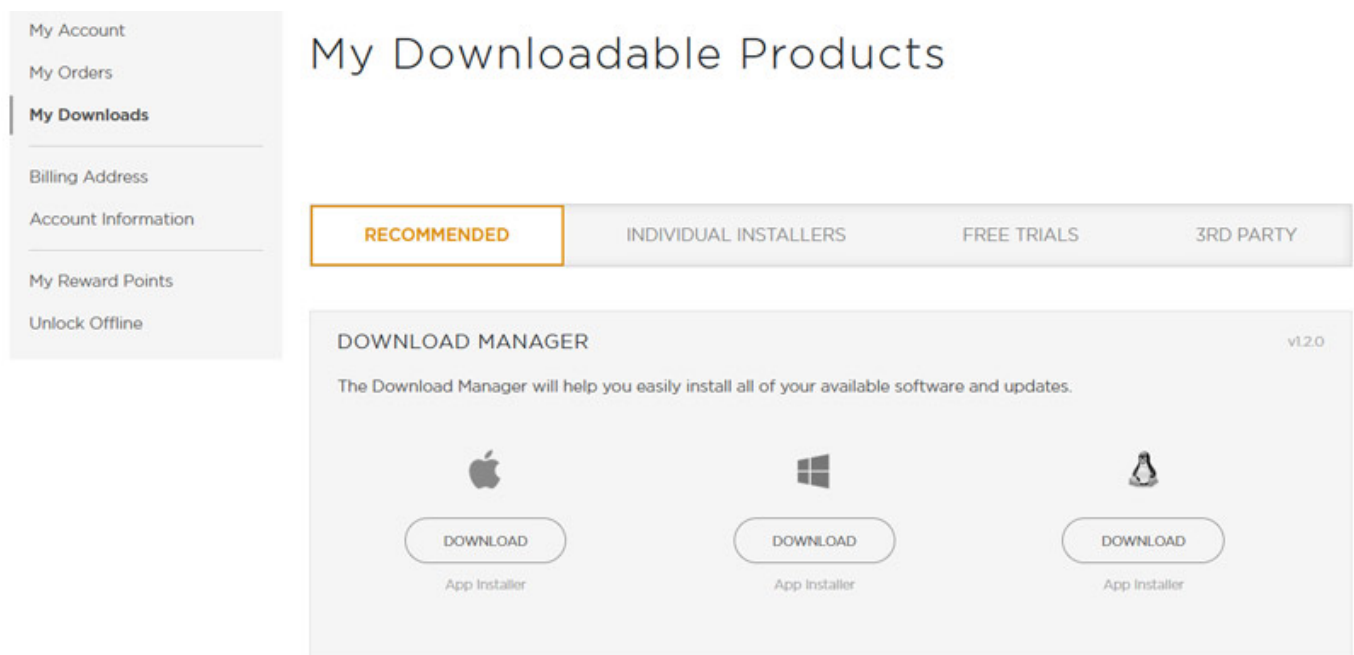 My Account
My Orders
My Downloads
Billing Address
Account Information
My Reward Points
Unlock Offline
My Downloadable Products
RECOMMENDED
INDIVIDUAL INSTALLERS
FREE TRIALS
3RD PARTY
DOWNLOAD MANAGER
v1.2.0
The Download Manager will help you easily install all of your available software and updates.
DOWNLOAD
DOWNLOAD
DOWNLOAD
App Installer
App Installer
App Installer